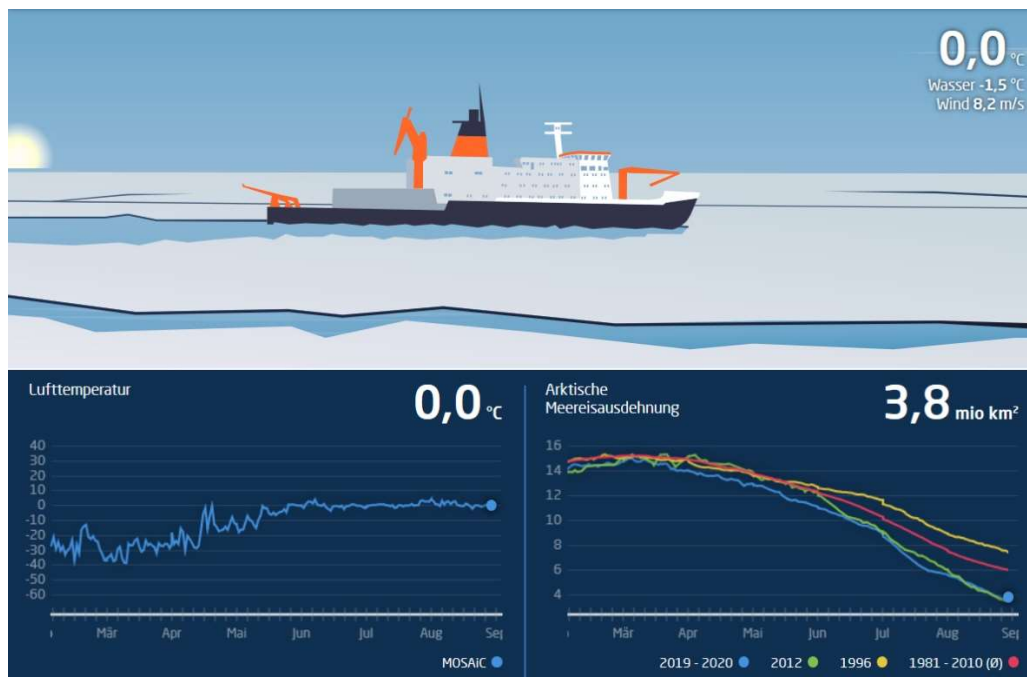 0,0 °C
Wasser -1,5 °C
Wind 8,2 m/s
Lufttemperatur
0,0 °C
40
30
20
10
0
-10
-20
-30
-40
-50
-60
Mär Apr Mai Jun Jul Aug
MOSAiC
Arktische
Meereisausdehnung
3,8 mio km²
16
14
12
10
8
6
4
Mär Apr Mai Jun Jul Aug
2019 - 2020 2012 1996 1981 - 2010 (Ø)